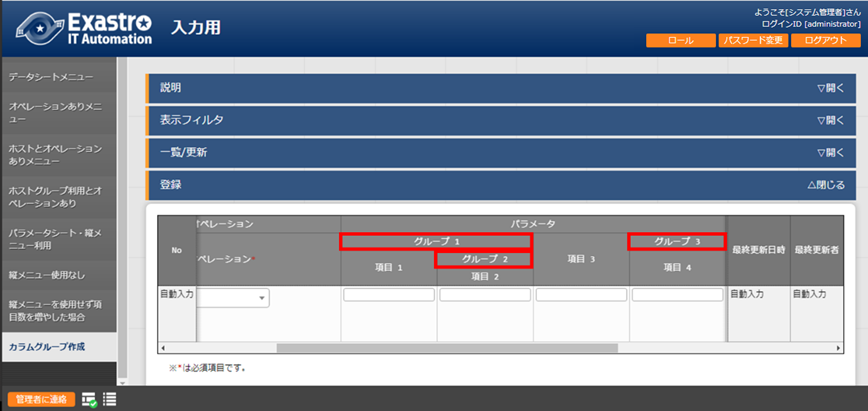 Exastro
IT Automation
入力用
ようこそ[システム管理者]さん
ログインID [administrator]
ロール
パスワード変更
ログアウト
データシートメニュー
オペレーションありメニ
ュー
ホストとオペレーション
ありメニュー
ホストグループ利用とオ
ペレーションあり
パラメータシート・縦メ
ニュー利用
縦メニュー使用なし
縦メニューを使用せず項
目数を増やした場合
カラムグループ作成
説明
▽開く
表示フィルタ
▽開く
一覧/更新
▽開く
登録
△閉じる
オペレーション
パラメータ
No
ペレーション*
グループ 1
グループ 3
項目 1
グループ 2
項目 2
項目 3
項目 4
最終更新日時
最終更新者
自動入力
自動入力
自動入力
※*は必須項目です。
管理者に連絡